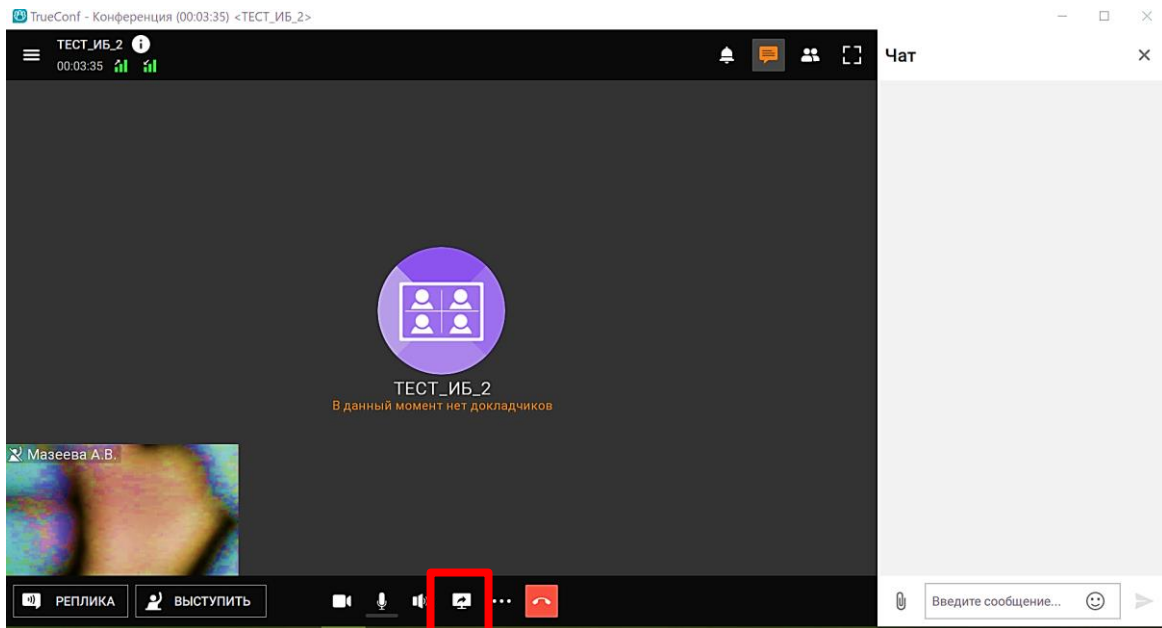 TrueConf - Конференция (00:03:35) <ТЕСТ_ИБ_2>
ТЕСТ_ИБ_2
00:03:35
Чат
ТЕСТ_ИБ_2
В данный момент нет докладчиков
Мазеева А.В.
РЕПЛИКА
ВЫСТУПИТЬ
Введите сообщение...